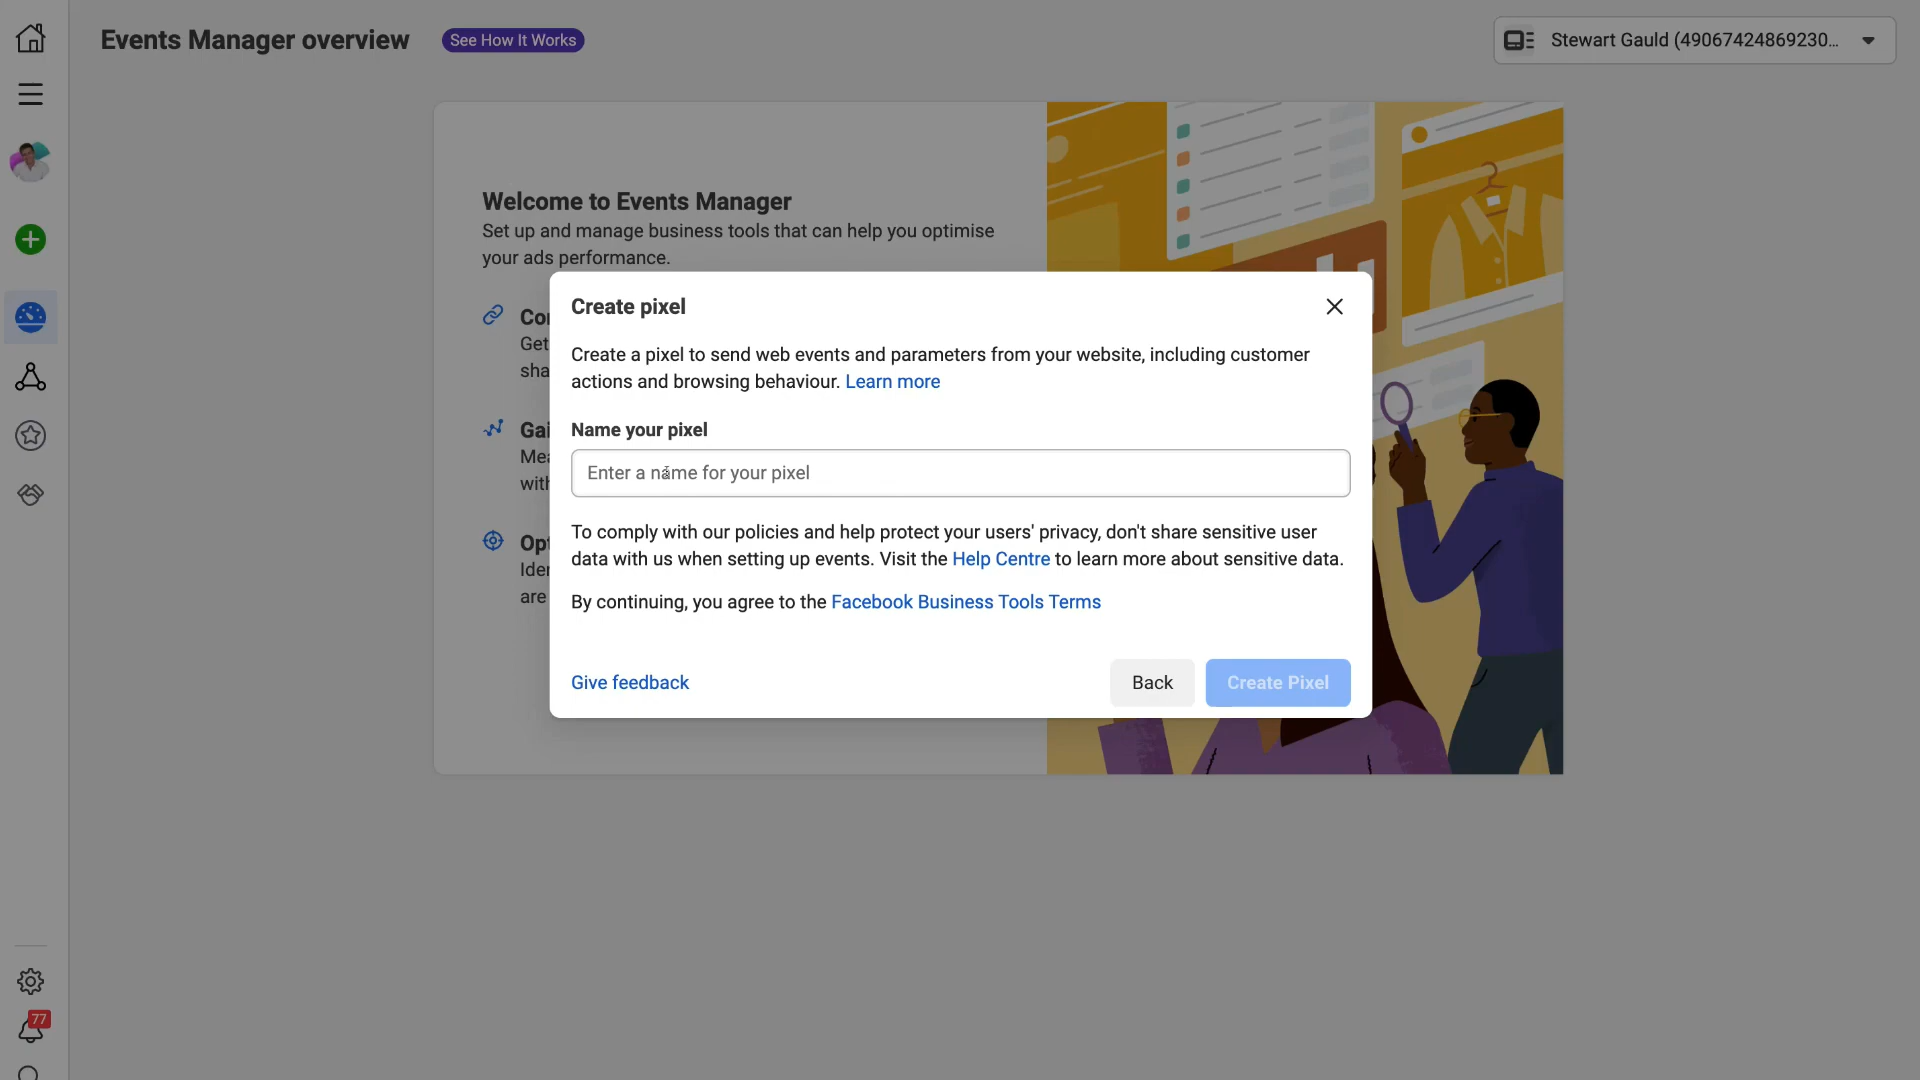 Events Manager overview
See How It Works
Stewart Gauld (49067424869230...
Welcome to Events Manager
Set up and manage business tools that can help you optimise
your ads performance.
Create pixel
Create a pixel to send web events and parameters from your website, including customer
actions and browsing behaviour. Learn more
Name your pixel
Enter a name for your pixel
To comply with our policies and help protect your users' privacy, don't share sensitive user
data with us when setting up events. Visit the Help Centre to learn more about sensitive data.
By continuing, you agree to the Facebook Business Tools Terms
Give feedback
Back
Create Pixel
Get
are
77